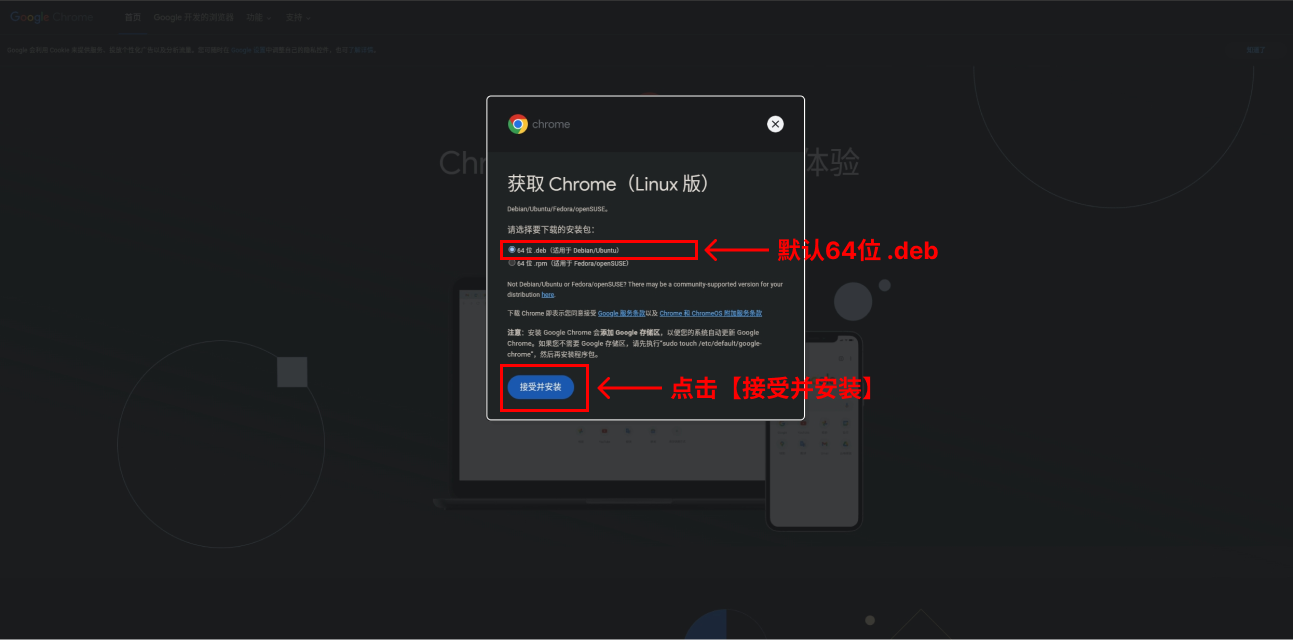 Google Chrome 首页 Google 开发的浏览器 功能 支持
chrome
获取 Chrome（Linux 版）
Debian/Ubuntu/Fedora/openSUSE。
请选择要下载的安装包：
64 位 .deb（适用于 Debian/Ubuntu）
默认64位 .deb
64 位 .rpm（适用于 Fedora/openSUSE）
Not Debian/Ubuntu or Fedora/openSUSE? There may be a community-supported version for your
distribution here.
下载 Chrome 即表示您同意接受 Google 服务条款以及 Chrome 和 ChromeOS 附加服务条款
注意：安装 Google Chrome 会添加 Google 存储区，以便您的系统自动更新 Google
Chrome。如果您不需要 Google 存储区，请先执行“sudo touch /etc/default/google-
chrome”，然后再安装程序包。
接受并安装
点击【接受并安装】
Chr
体验